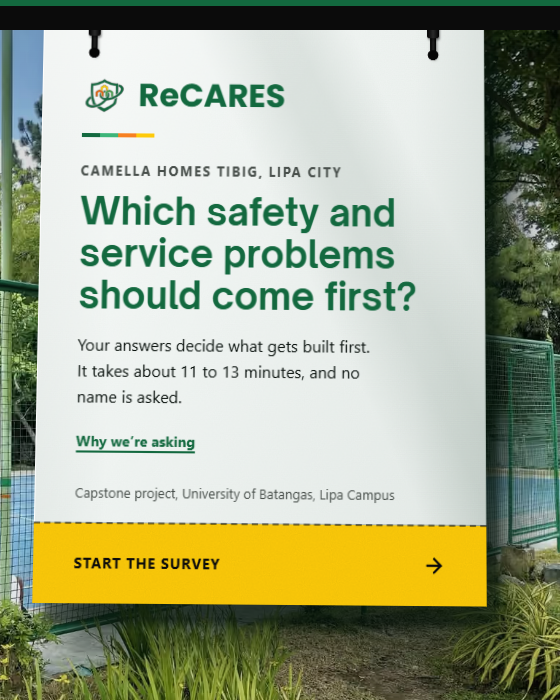 ReCARES
CAMELLA HOMES TIBIG, LIPA CITY
Which safety and
service problems
should come first?
Your answers decide what gets built first.
It takes about 11 to 13 minutes, and no
name is asked.
Why we’re asking
Capstone project, University of Batangas, Lipa Campus
START THE SURVEY →